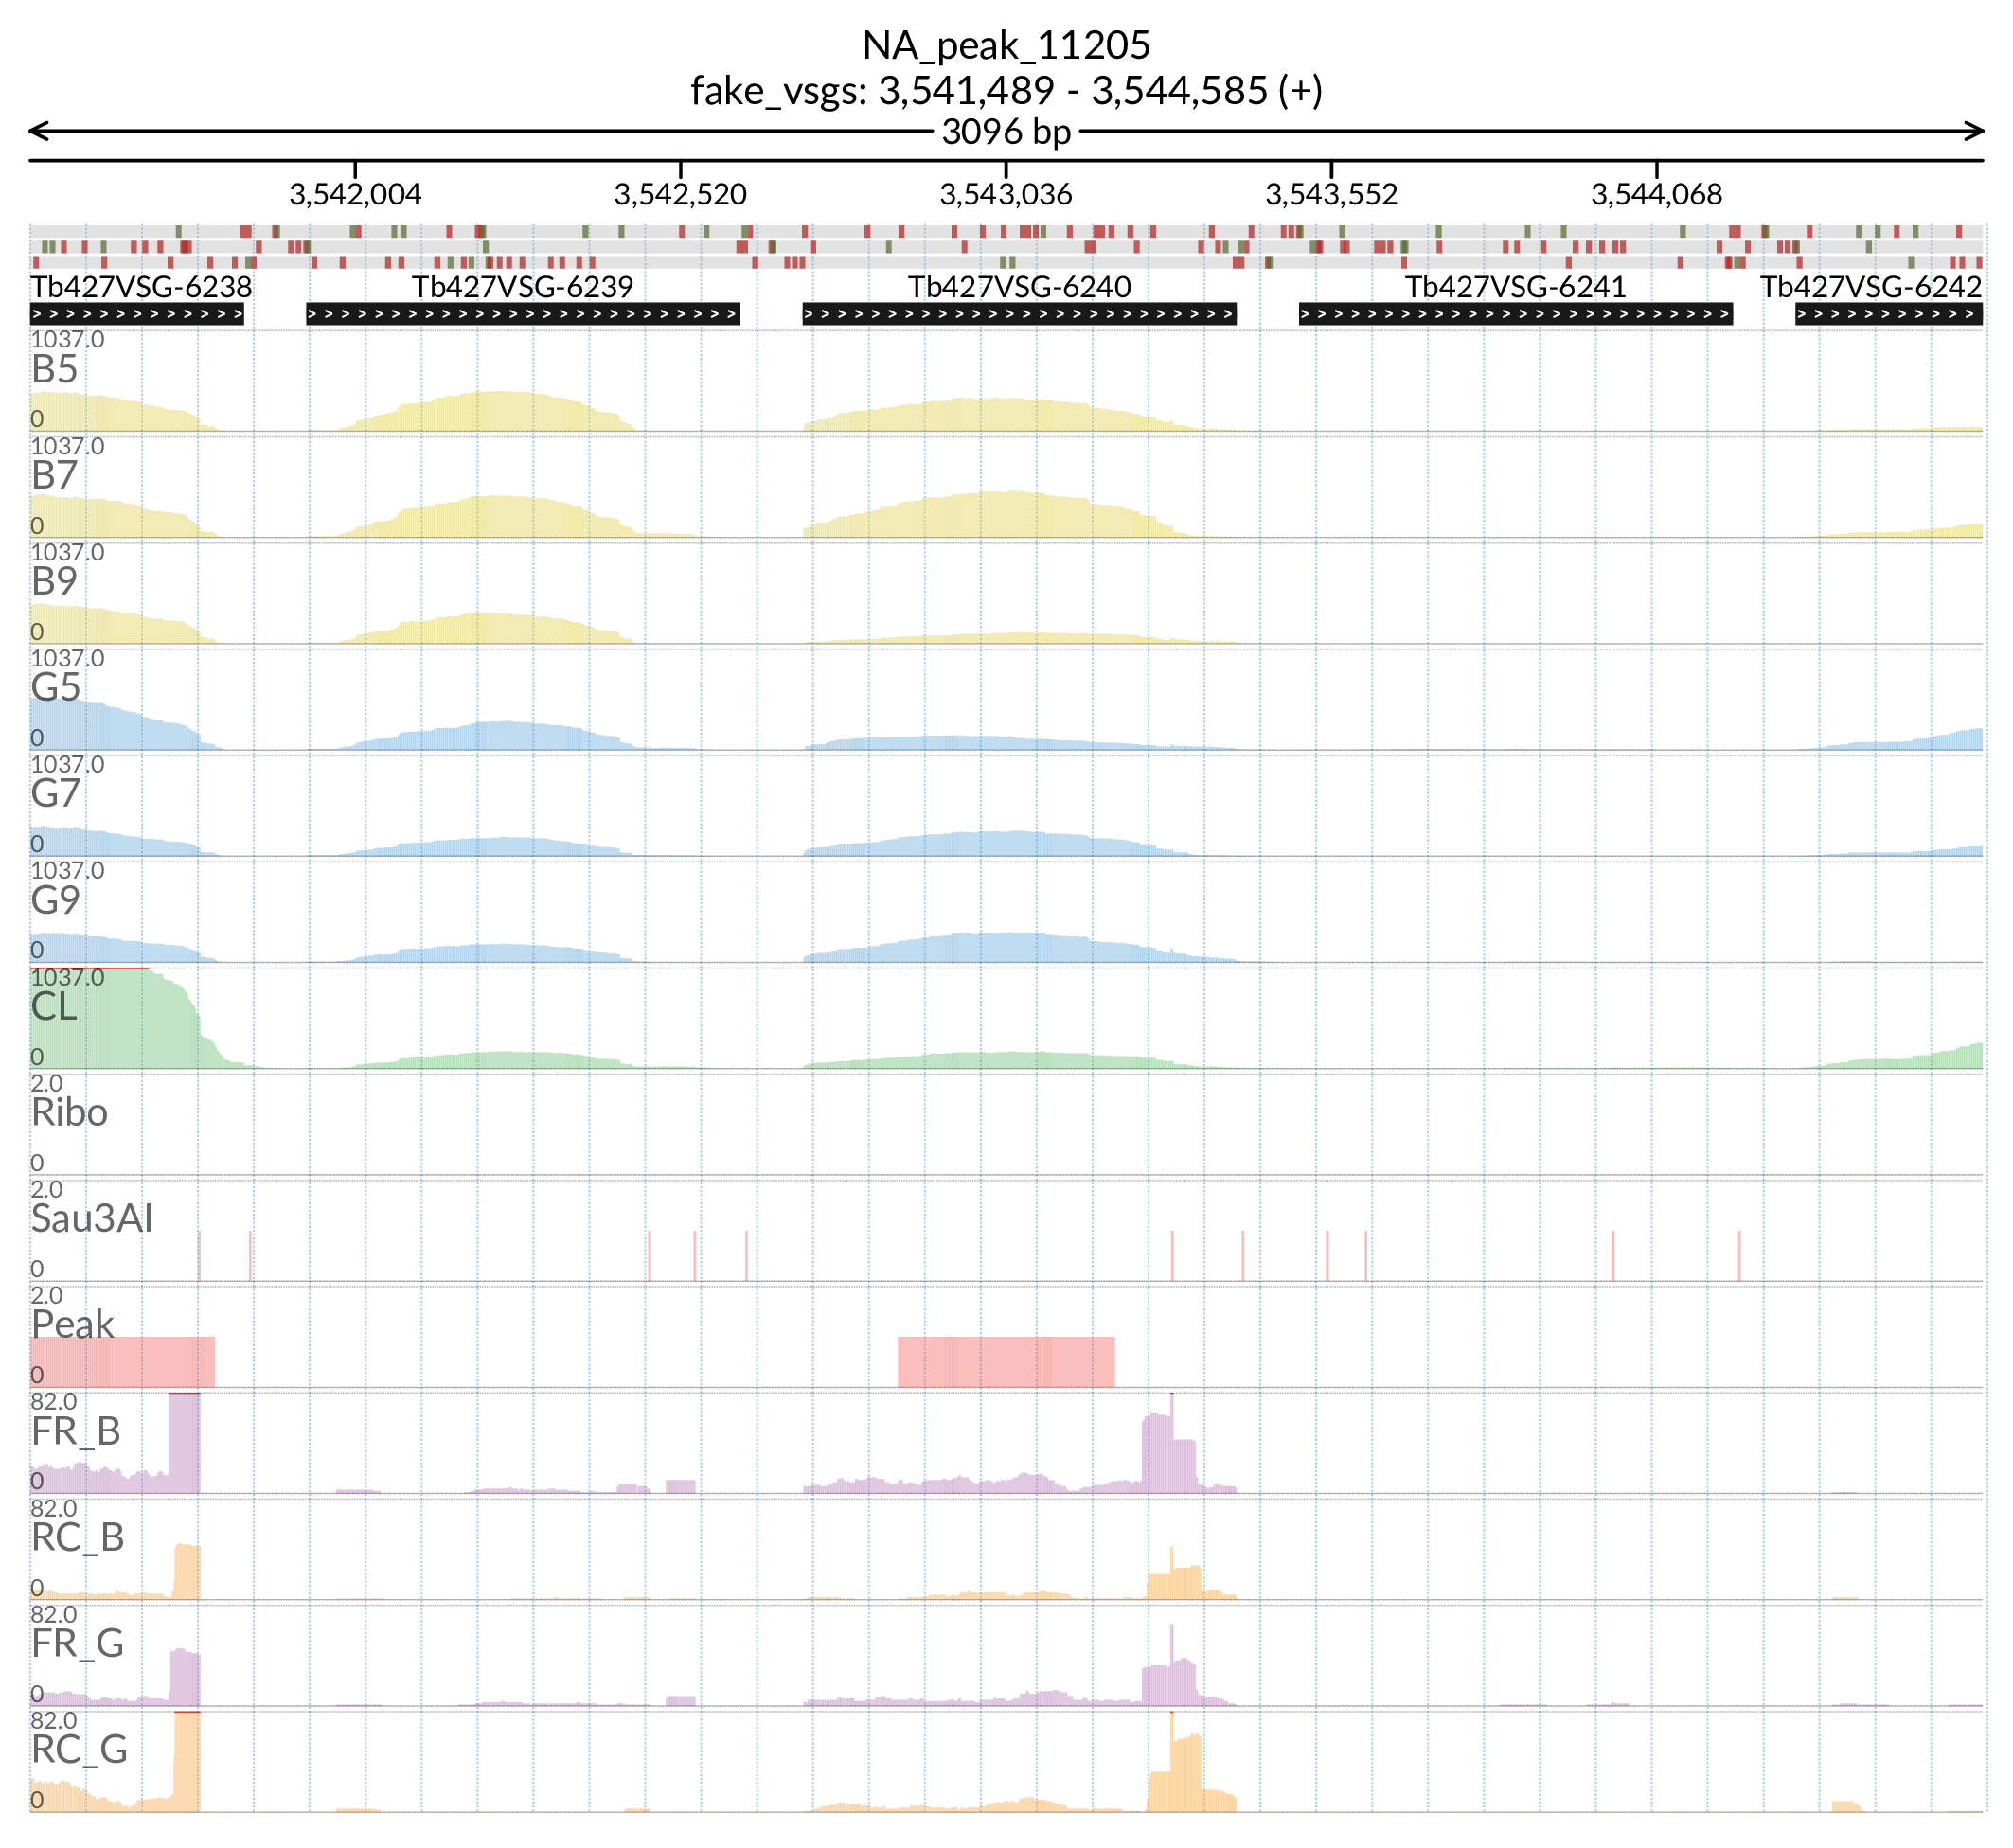 NA_peak_11205
fake_vsgs: 3,541,489 - 3,544,585 (+)
3096 bp
3,542,004 3,542,520 3,543,036 3,543,552 3,544,068
Tb427VSG-6238 Tb427VSG-6239 Tb427VSG-6240 Tb427VSG-6241 Tb427VSG-6242
1037.0
B5
0
1037.0
B7
0
1037.0
B9
0
1037.0
G5
0
1037.0
G7
0
1037.0
G9
0
1037.0
CL
0
2.0
Ribo
0
2.0
Sau3AI
0
2.0
Peak
0
82.0
FR_B
0
82.0
RC_B
0
82.0
FR_G
0
82.0
RC_G
0